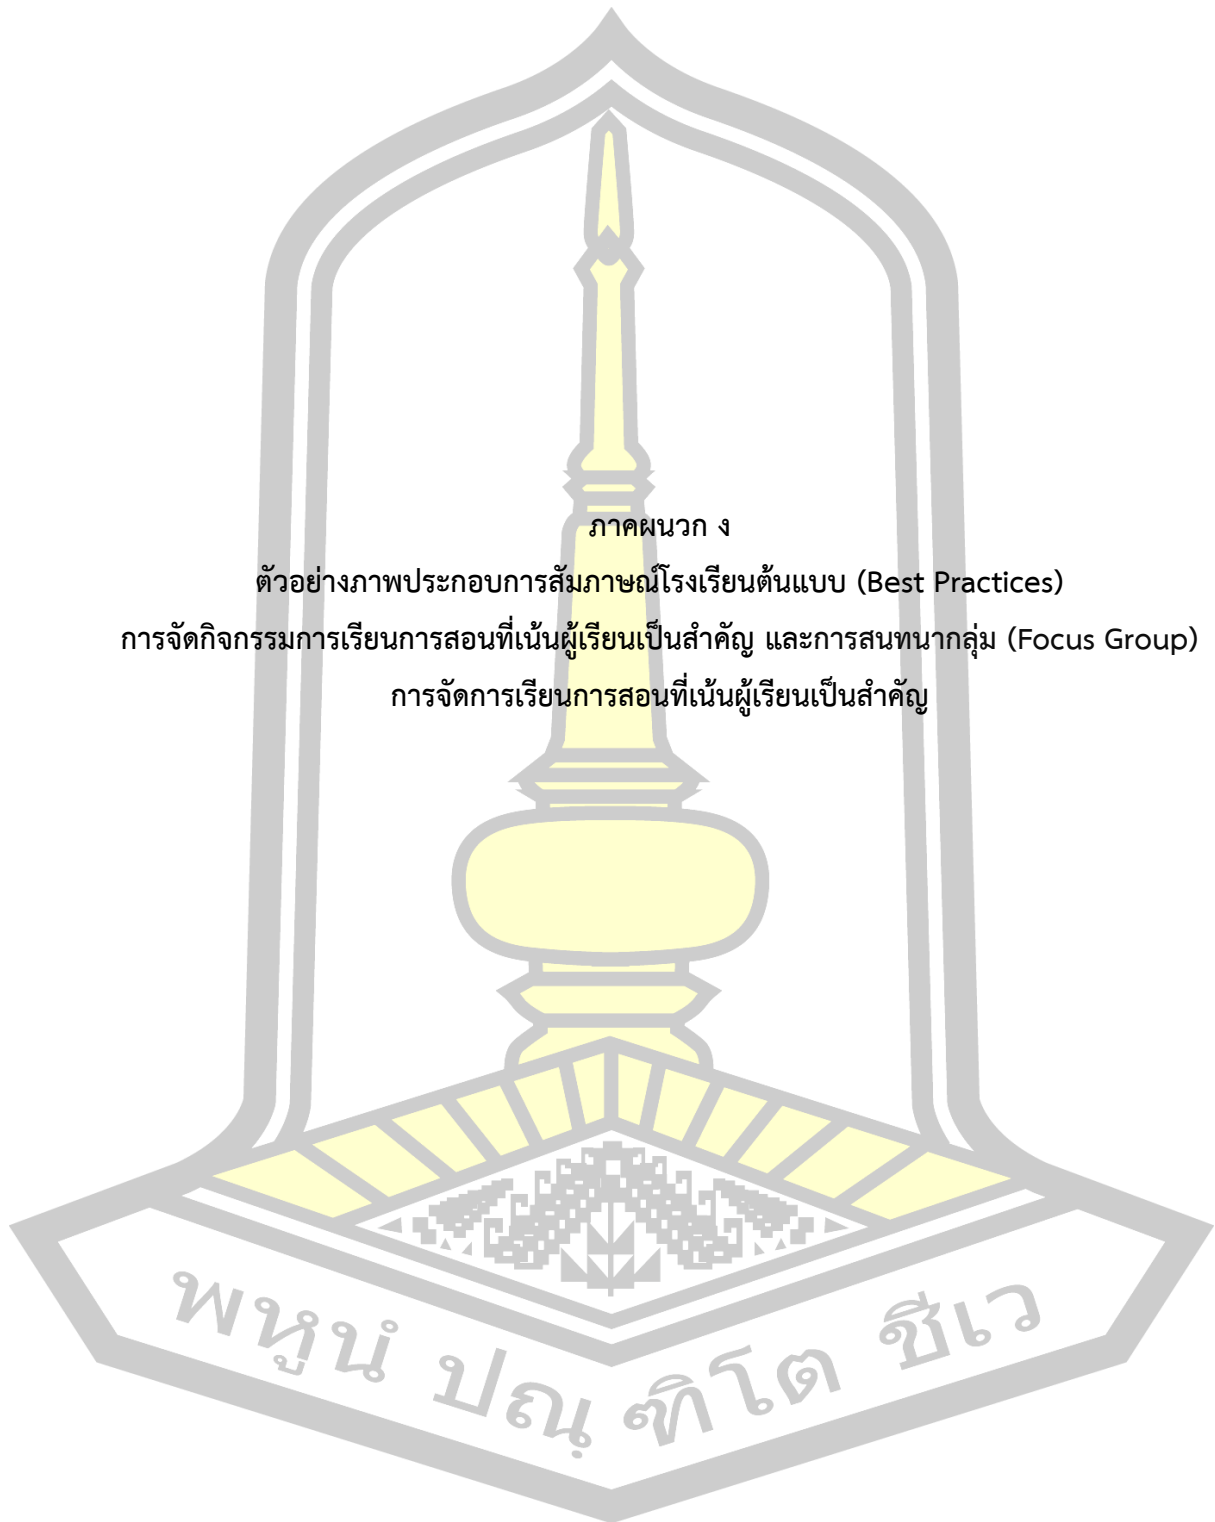 ภาคผนวก ง
ตัวอย่างภาพประกอบการสัมภาษณ์โรงเรียนต้นแบบ (Best Practices)
การจัดกิจกรรมการเรียนการสอนที่เน้นผู้เรียนเป็นสำคัญ และการสนทนากลุ่ม (Focus Group)
การจัดการเรียนการสอนที่เน้นผู้เรียนเป็นสำคัญ
พหูนํ ปณฺ ฑิโต ชีเว